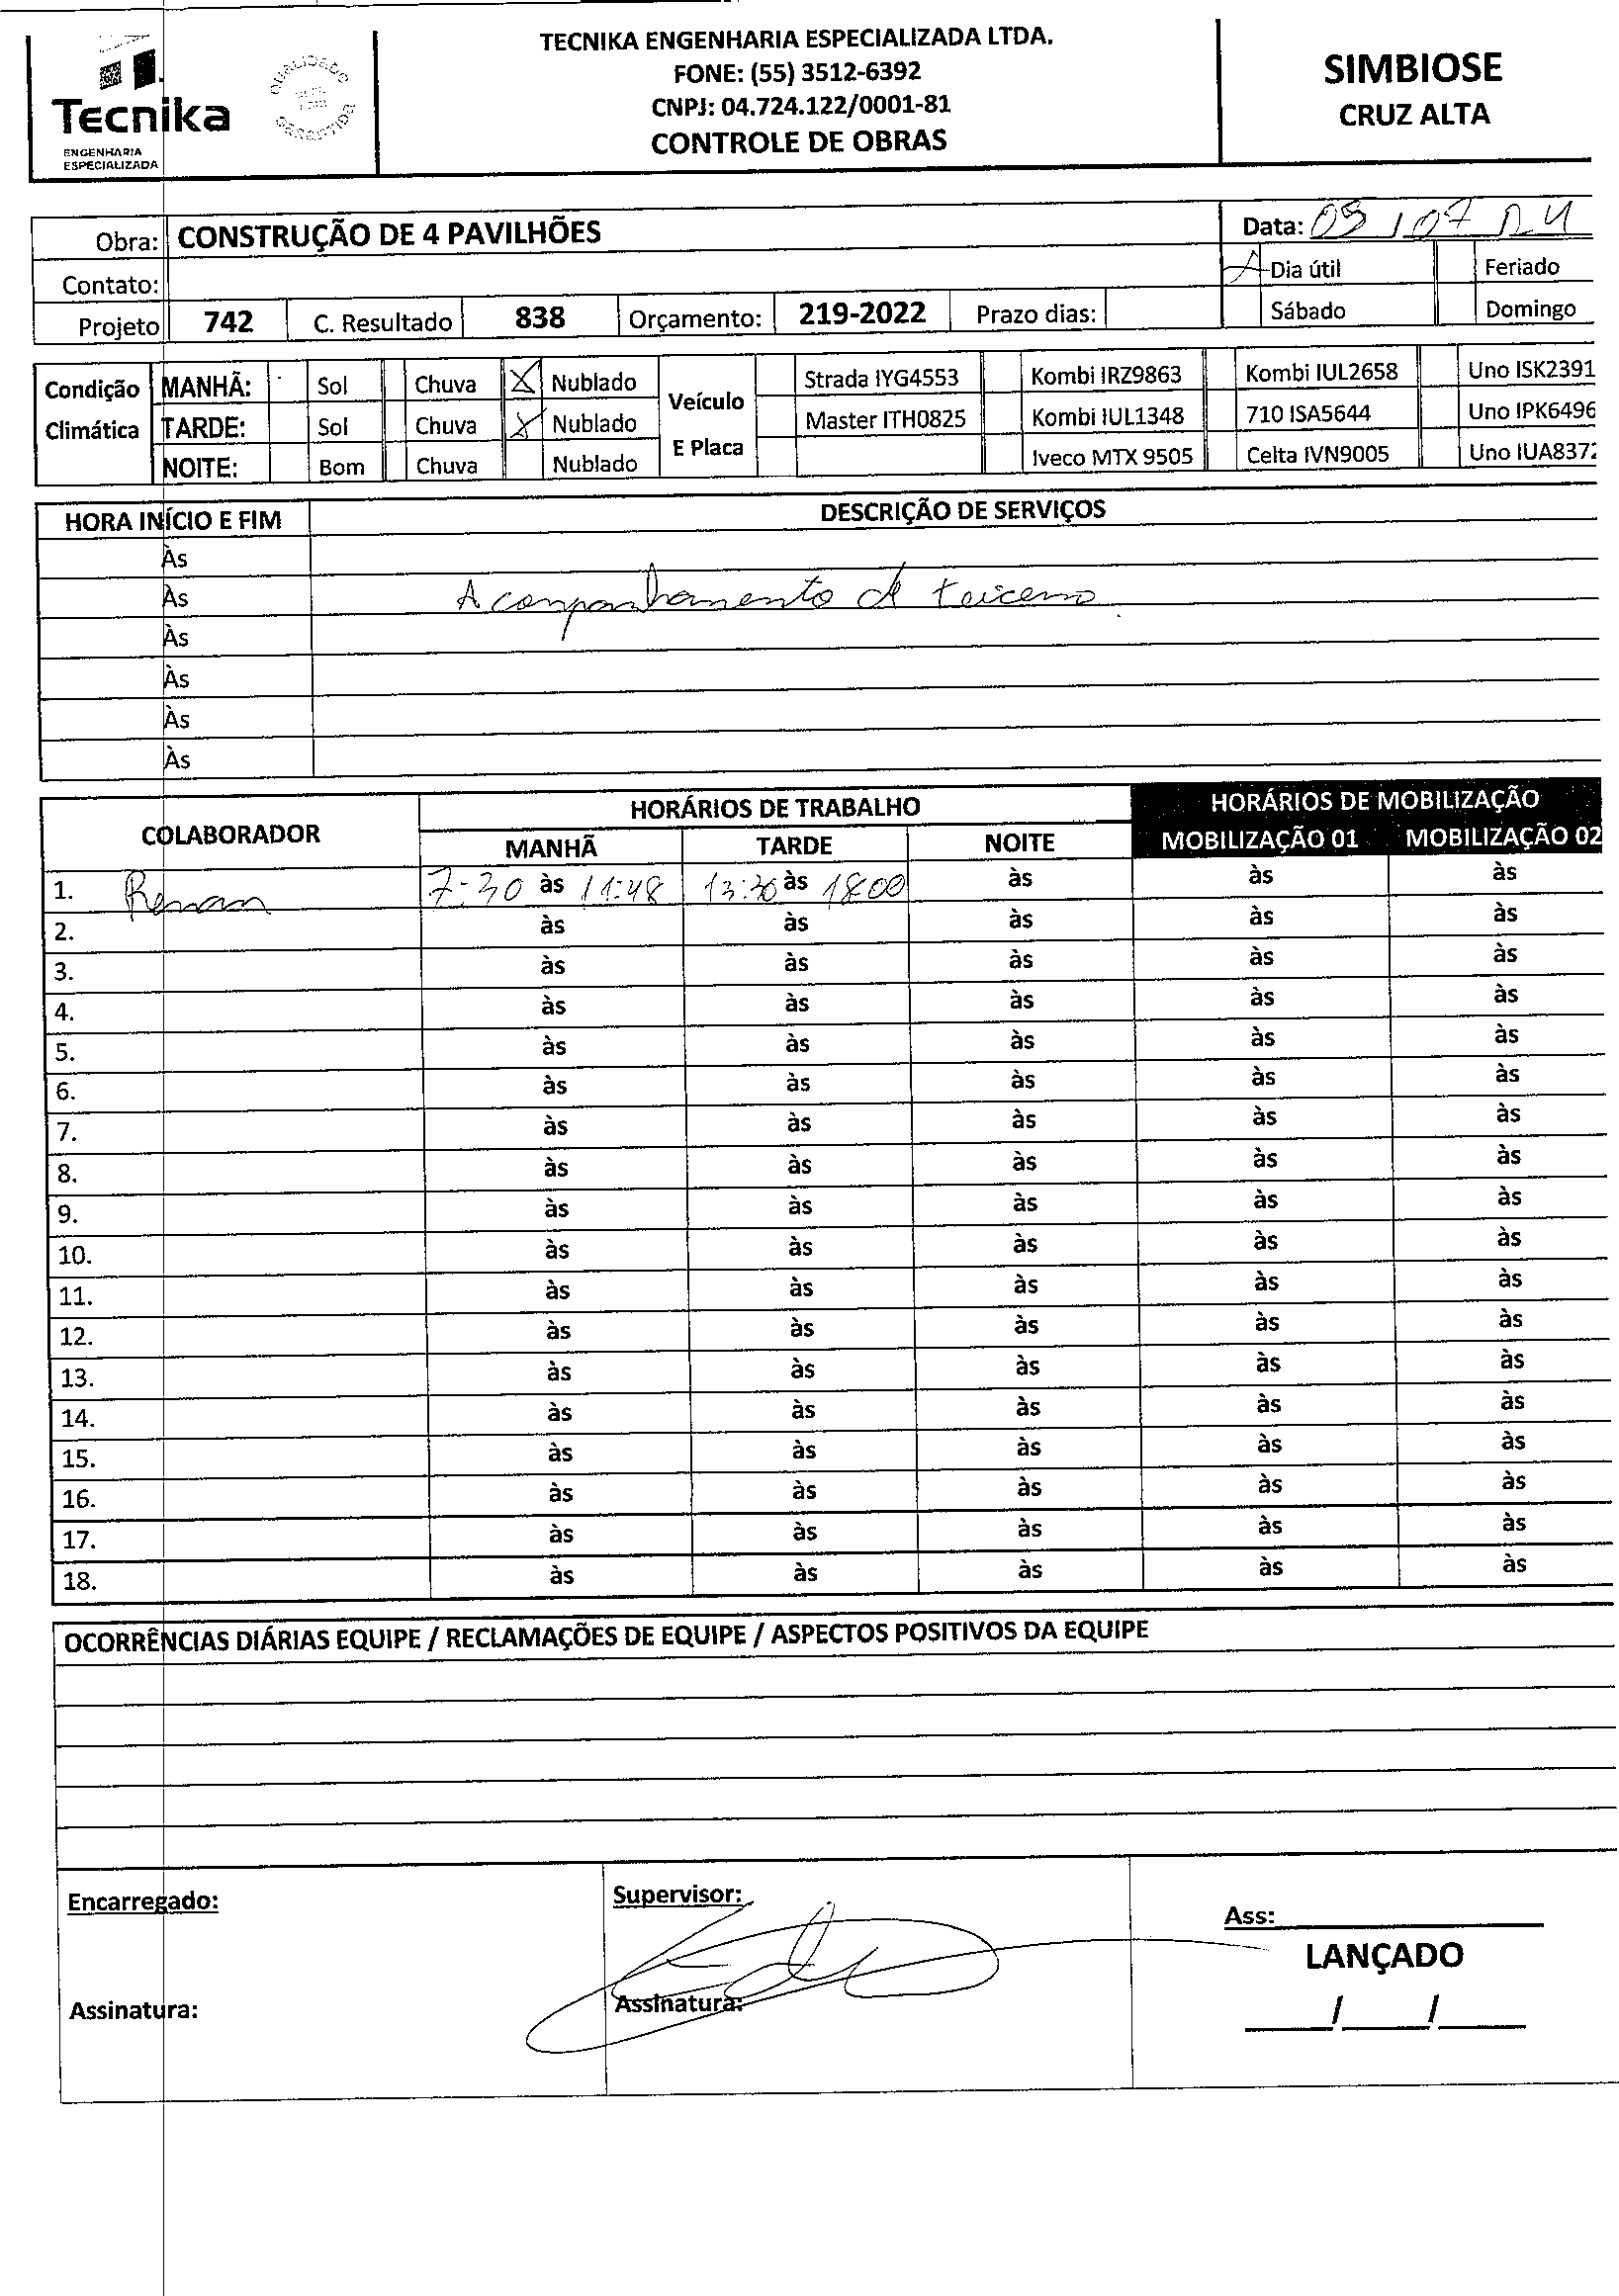 Tecnika
ENGENHARIA
ESPECIALIZADA
QUALIDADE
GARANTIDA
TECNIKA ENGENHARIA ESPECIALIZADA LTDA.
FONE: (55) 3512-6392
CNPJ: 04.724.122/0001-81
CONTROLE DE OBRAS
SIMBIOSE
CRUZ ALTA
Obra: CONSTRUÇÃO DE 4 PAVILHÕES
Data: 09 / 07
Contato:
X Dia útil Feriado
Projeto 742 C. Resultado 838 Orçamento: 219-2022 Prazo dias: Sábado Domingo
Condição Climática
MANHÃ: Sol Chuva X Nublado
TARDE: Sol Chuva X Nublado
NOITE: Bom Chuva Nublado
Veículo E Placa
Strada IYG4553 Kombi IRZ9863 Kombi IUL2658 Uno ISK2391
Master ITH0825 Kombi IUL1348 710 ISA5644 Uno IPK6496
Iveco MTX 9505 Celta IVN9005 Uno IUA8372
HORA INÍCIO E FIM DESCRIÇÃO DE SERVIÇOS
Às
Às Acompanhamento de terceiro
Às
Às
Às
Às
COLABORADOR HORÁRIOS DE TRABALHO HORÁRIOS DE MOBILIZAÇÃO
MANHÃ TARDE NOITE MOBILIZAÇÃO 01 MOBILIZAÇÃO 02
1. Renan 7:30 às 11:48 13:30 às 18:00 às às às
2. às às às às às
3. às às às às às
4. às às às às às
5. às às às às às
6. às às às às às
7. às às às às às
8. às às às às às
9. às às às às às
10. às às às às às
11. às às às às às
12. às às às às às
13. às às às às às
14. às às às às às
15. às às às às às
16. às às às às às
17. às às às às às
18. às às às às às
OCORRÊNCIAS DIÁRIAS EQUIPE / RECLAMAÇÕES DE EQUIPE / ASPECTOS POSITIVOS DA EQUIPE
Encarregado: Supervisor: Ass:
LANÇADO
Assinatura: Assinatura: / /